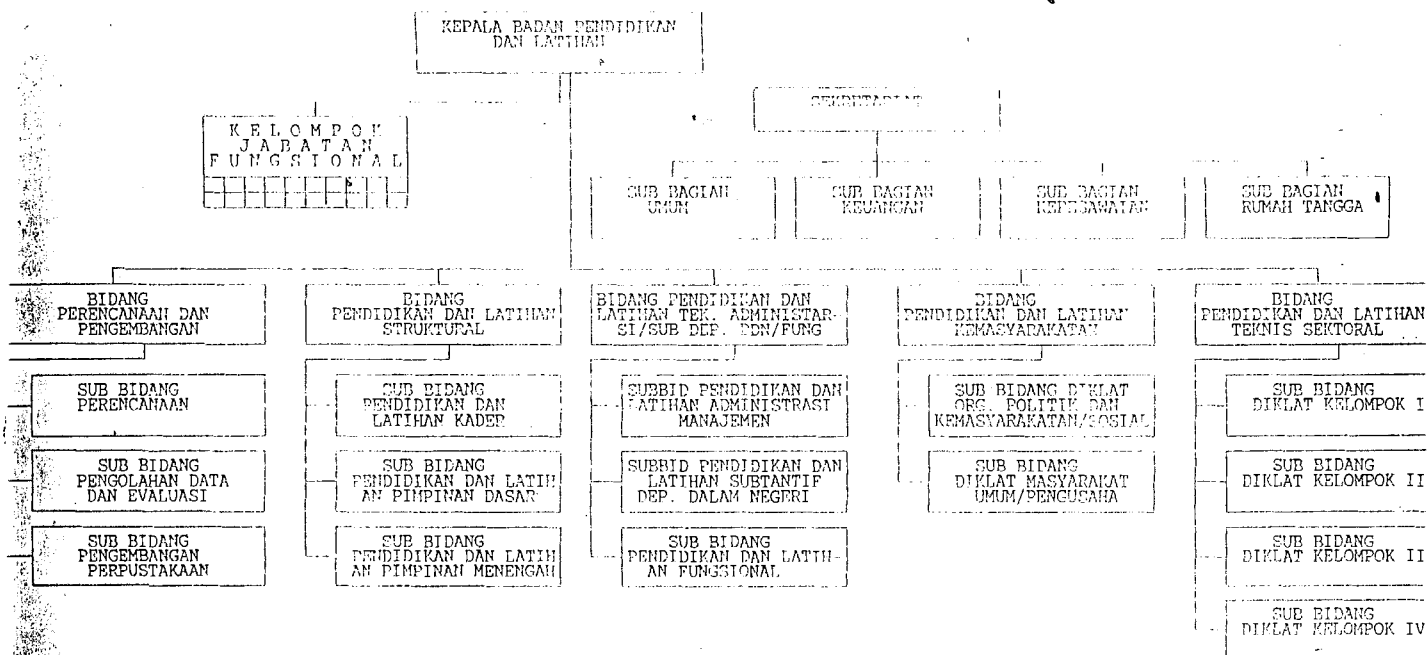 KEPALA BADAN PENDIDIKAN
DAN LATIHAN
SEKRETARIAT
K E L O M P O K
J A B A T A N
F U N G S I O N A L
SUB BAGIAN
UMUM
SUB BAGIAN
KEUANGAN
SUB BAGIAN
KEPEGAWAIAN
SUB BAGIAN
RUMAH TANGGA
BIDANG
PERENCANAAN DAN
PENGEMBANGAN
BIDANG
PENDIDIKAN DAN LATIHAN
STRUKTURAL
BIDANG PENDIDIKAN DAN
LATIHAN TEK. ADMINISTAR-
SI/SUB DEP. PDN/FUNG
BIDANG
PENDIDIKAN DAN LATIHAN
KEMASYARAKATAN
BIDANG
PENDIDIKAN DAN LATIHAN
TEKNIS SEKTORAL
SUB BIDANG
PERENCANAAN
SUB BIDANG
PENGOLAHAN DATA
DAN EVALUASI
SUB BIDANG
PENGEMBANGAN
PERPUSTAKAAN
SUB BIDANG
PENDIDIKAN DAN
LATIHAN KADER
SUB BIDANG
PENDIDIKAN DAN LATIH
AN PIMPINAN DASAR
SUB BIDANG
PENDIDIKAN DAN LATIH
AN PIMPINAN MENENGAH
SUBBID PENDIDIKAN DAN
LATIHAN ADMINISTRASI
MANAJEMEN
SUBBID PENDIDIKAN DAN
LATIHAN SUBTANTIF
DEP. DALAM NEGERI
SUB BIDANG
PENDIDIKAN DAN LATIH-
AN FUNGSIONAL
SUB BIDANG DIKLAT
ORG. POLITIK DAN
KEMASYARAKATAN/SOSIAL
SUB BIDANG
DIKLAT MASYARAKAT
UMUM/PENGUSAHA
SUB BIDANG
DIKLAT KELOMPOK I
SUB BIDANG
DIKLAT KELOMPOK II
SUB BIDANG
DIKLAT KELOMPOK II
SUB BIDANG
DIKLAT KELOMPOK IV